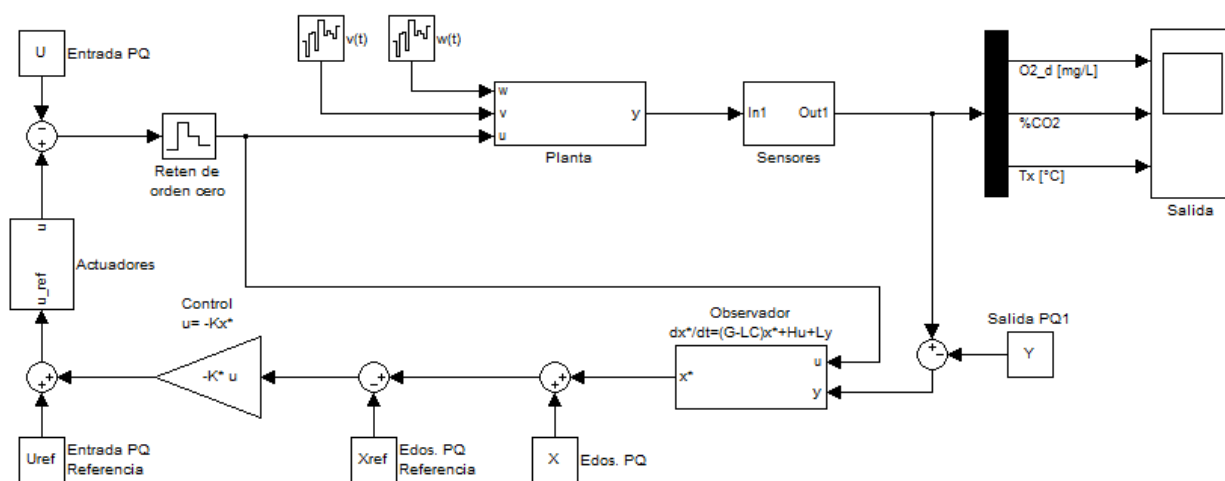 U
Entrada PQ
v(t)
w(t)
O2_d [mg/L]
%CO2
Tx [°C]
Salida
w
v
u
y
Planta
In1
Out1
Sensores
Reten de
orden cero
u
u_ref
Actuadores
Control
u= -Kx*
-K* u
Observador
dx*/dt=(G-LC)x*+Hu+Ly
x*
u
y
Salida PQ1
Y
Uref
Entrada PQ
Referencia
Xref
Edos. PQ
Referencia
X
Edos. PQ